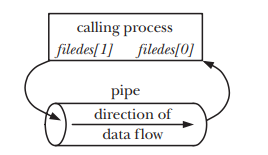 calling process
filedes[1] filedes[0]
pipe
direction of
data flow